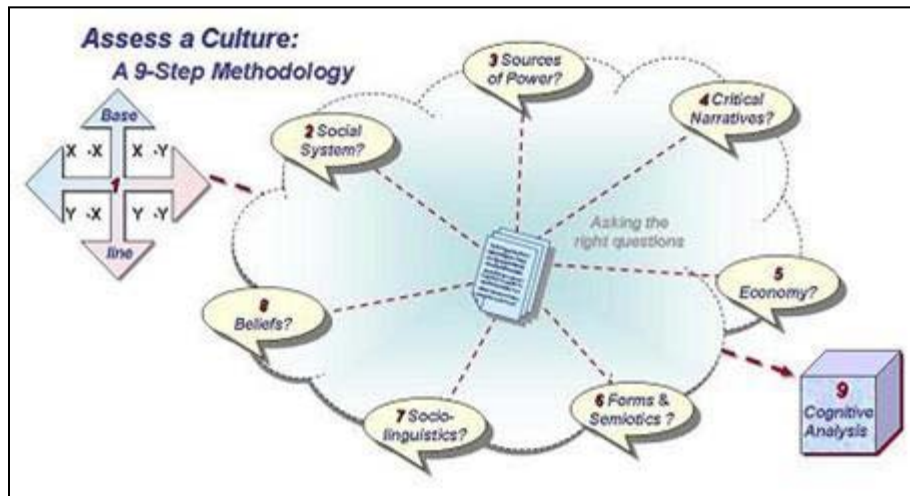 Assess a Culture:
A 9-Step Methodology
Base
X -X
X -Y
1
Y -X
Y -Y
line
2 Social
System?
3 Sources
of Power?
4 Critical
Narratives?
Asking the
right questions
5
Economy?
6 Forms &
Semiotics ?
7 Socio-
linguistics?
8
Beliefs?
9
Cognitive
Analysis